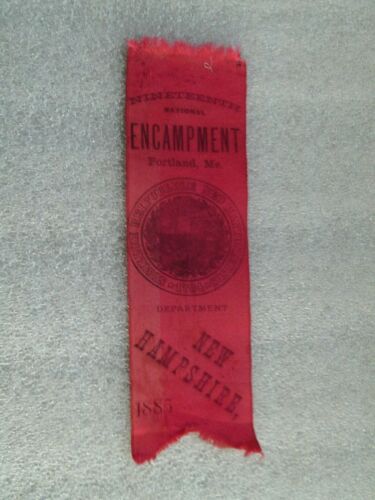 NINETEENTH
NATIONAL
ENCAMPMENT
Portland, Me.
DEPARTMENT
NEW
HAMPSHIRE,
1885